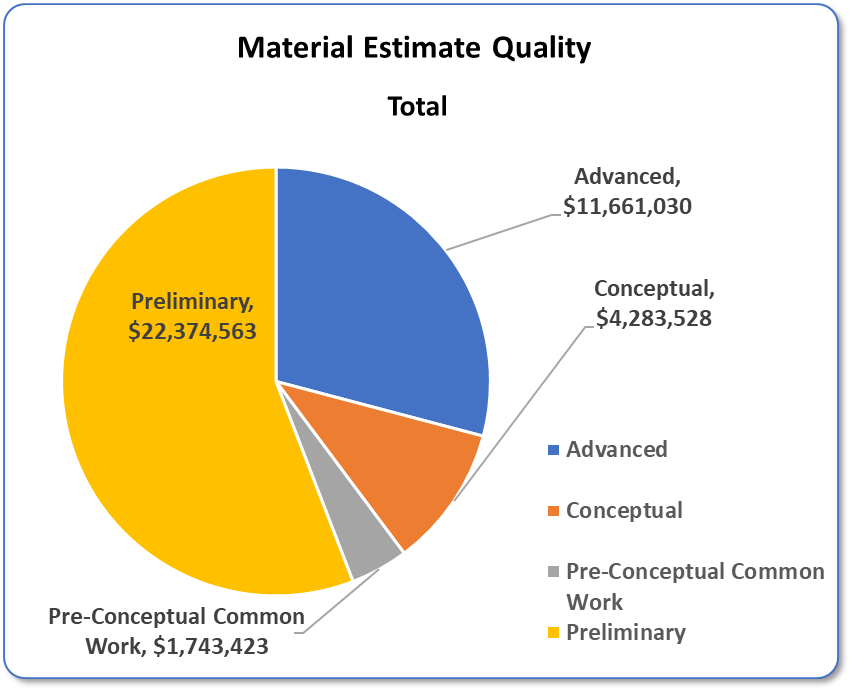 Material Estimate Quality
Total
Advanced,
$11,661,030
Conceptual,
$4,283,528
Preliminary,
$22,374,563
Pre-Conceptual Common
Work, $1,743,423
Advanced
Conceptual
Pre-Conceptual Common
Work
Preliminary